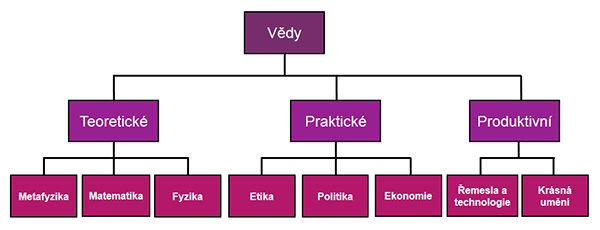 Vědy
Teoretické
Praktické
Produktivní
Metafyzika
Matematika
Fyzika
Etika
Politika
Ekonomie
Řemesla a
technologie
Krásná
umění